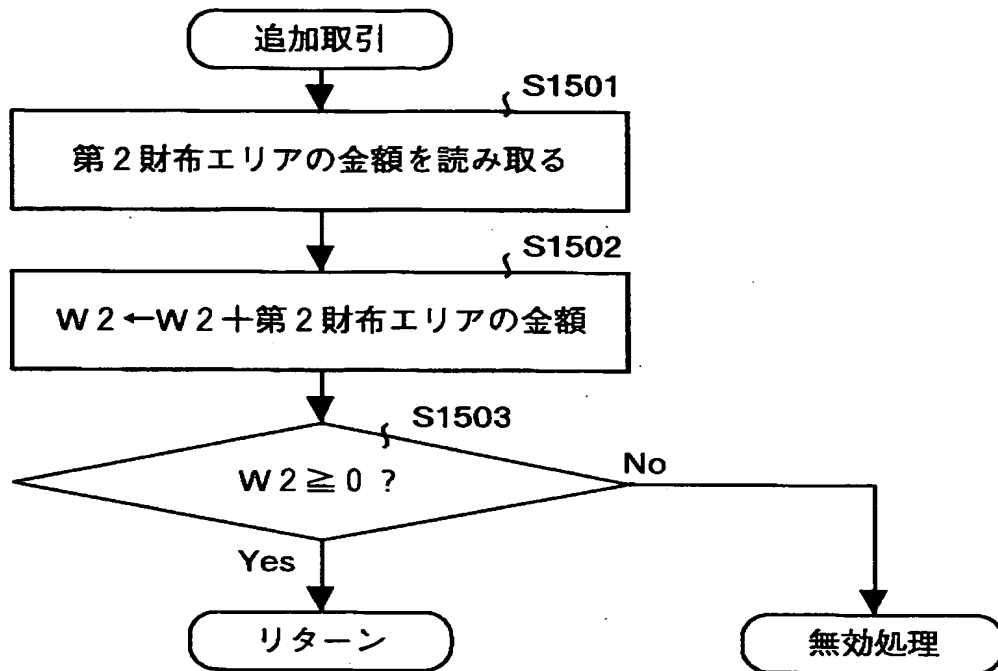 追加取引
S1501
第2財布エリアの金額を読み取る
S1502
W2←W2+第2財布エリアの金額
S1503
W2≧0?
No
Yes
リターン
無効処理